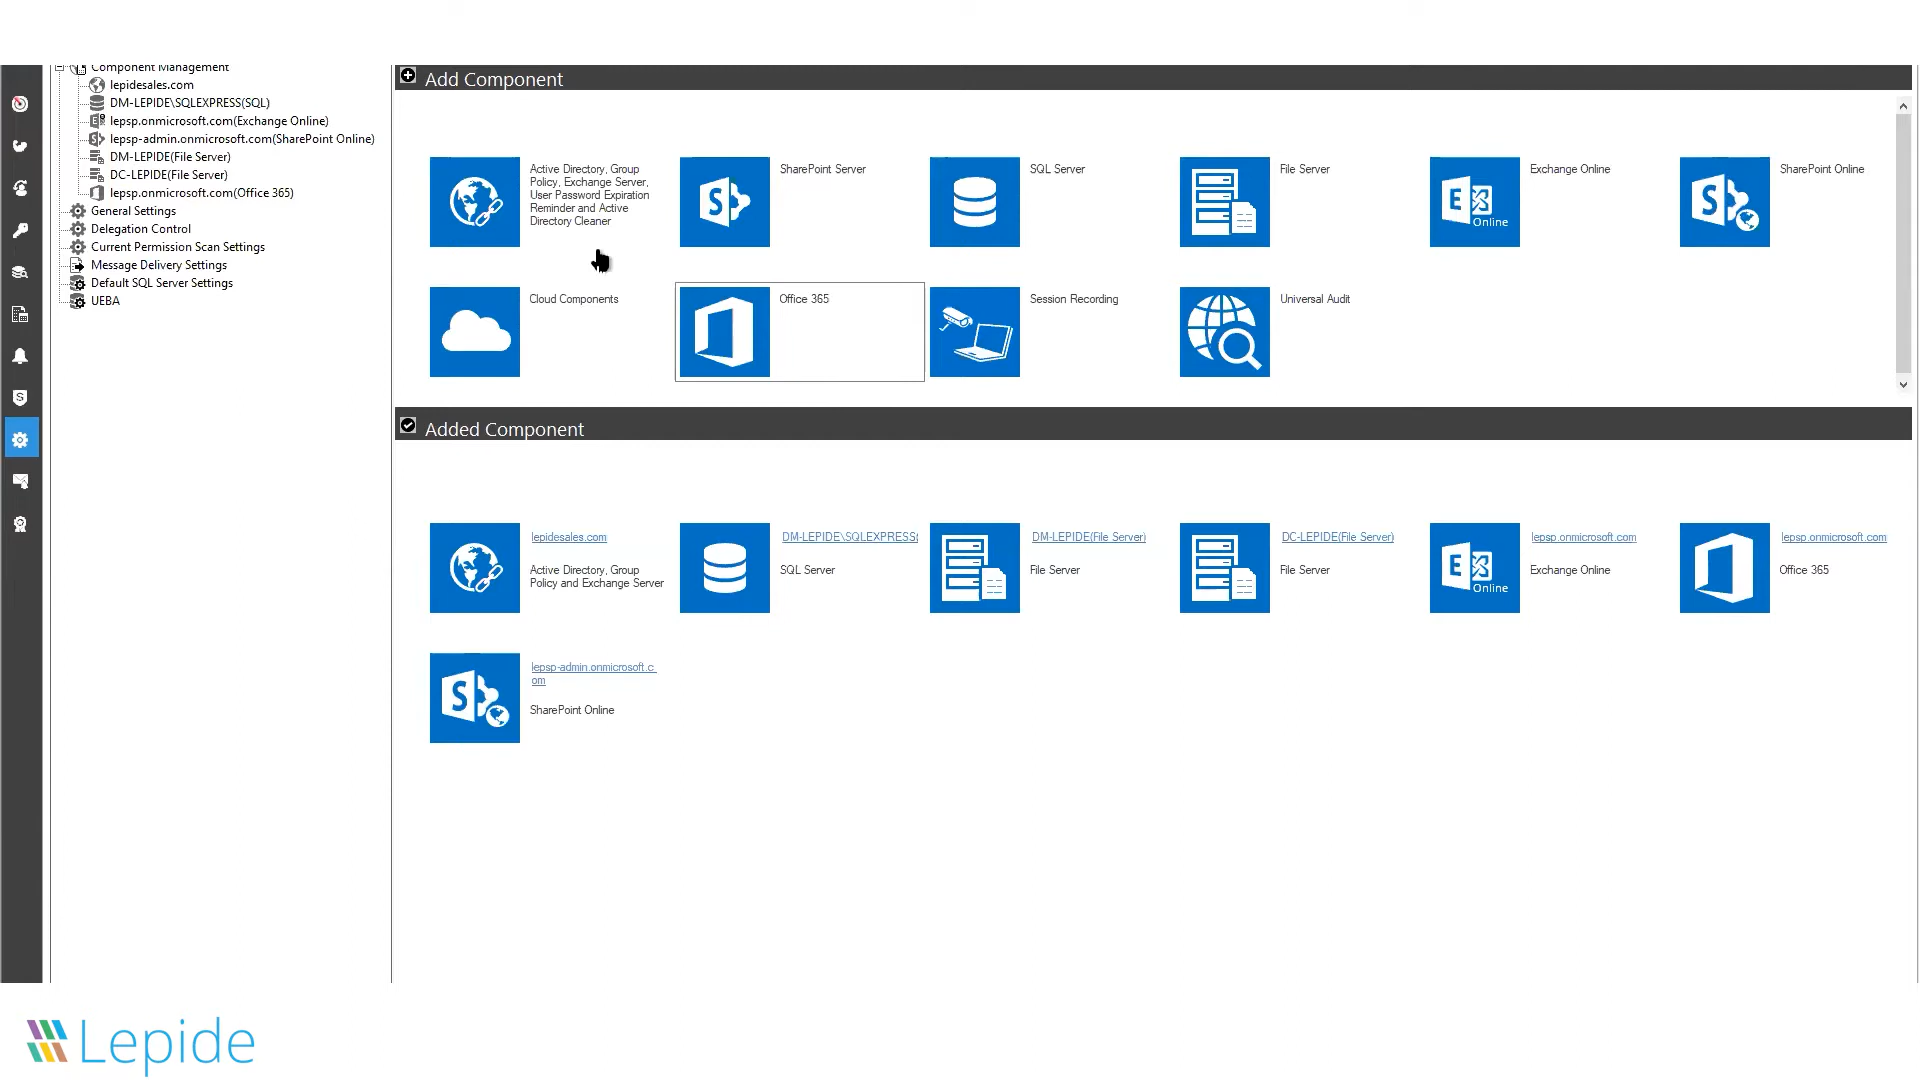 Component Management
lepidesales.com
DM-LEPIDE\SQLEXPRESS(SQL)
lepsp.onmicrosoft.com(Exchange Online)
lepsp-admin.onmicrosoft.com(SharePoint Online)
DM-LEPIDE(File Server)
DC-LEPIDE(File Server)
lepsp.onmicrosoft.com(Office 365)
General Settings
Delegation Control
Current Permission Scan Settings
Message Delivery Settings
Default SQL Server Settings
UEBA
Add Component
Active Directory, Group
Policy, Exchange Server,
User Password Expiration
Reminder and Active
Directory Cleaner
SharePoint Server
SQL Server
File Server
Exchange Online
Online
SharePoint Online
Cloud Components
Office 365
Session Recording
Universal Audit
Added Component
lepidesales.com
Active Directory, Group
Policy and Exchange Server
DM-LEPIDE\SQLEXPRESS(
SQL Server
DM-LEPIDE(File Server)
File Server
DC-LEPIDE(File Server)
File Server
Online
lepsp.onmicrosoft.com
Exchange Online
lepsp.onmicrosoft.com
Office 365
lepsp-admin.onmicrosoft.c
om
SharePoint Online
Lepide